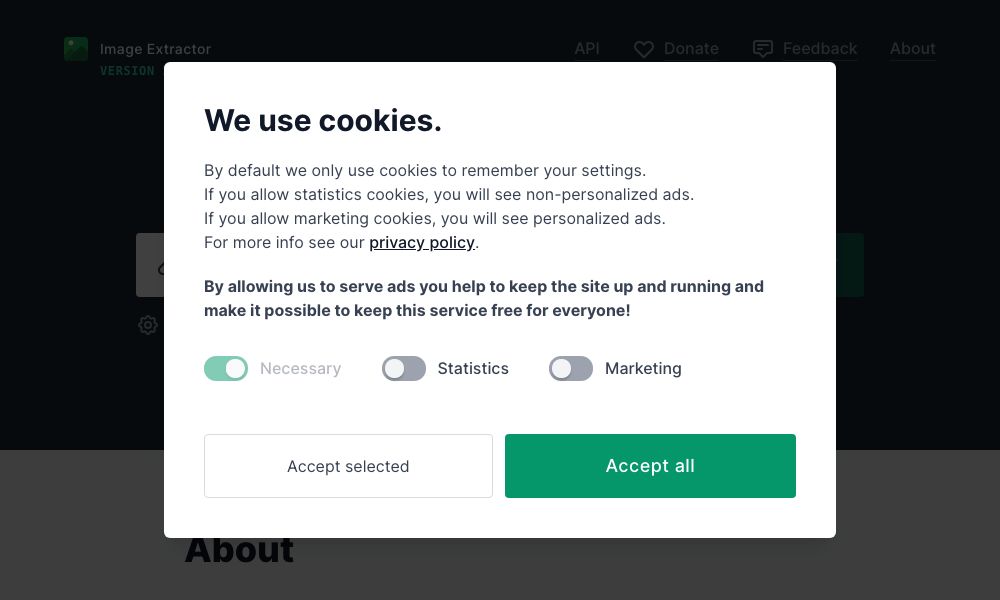 Image Extractor
VERSION
API
Donate
Feedback
About
We use cookies.
By default we only use cookies to remember your settings.
If you allow statistics cookies, you will see non-personalized ads.
If you allow marketing cookies, you will see personalized ads.
For more info see our privacy policy.
By allowing us to serve ads you help to keep the site up and running and
make it possible to keep this service free for everyone!
Necessary
Statistics
Marketing
Accept selected
Accept all
About